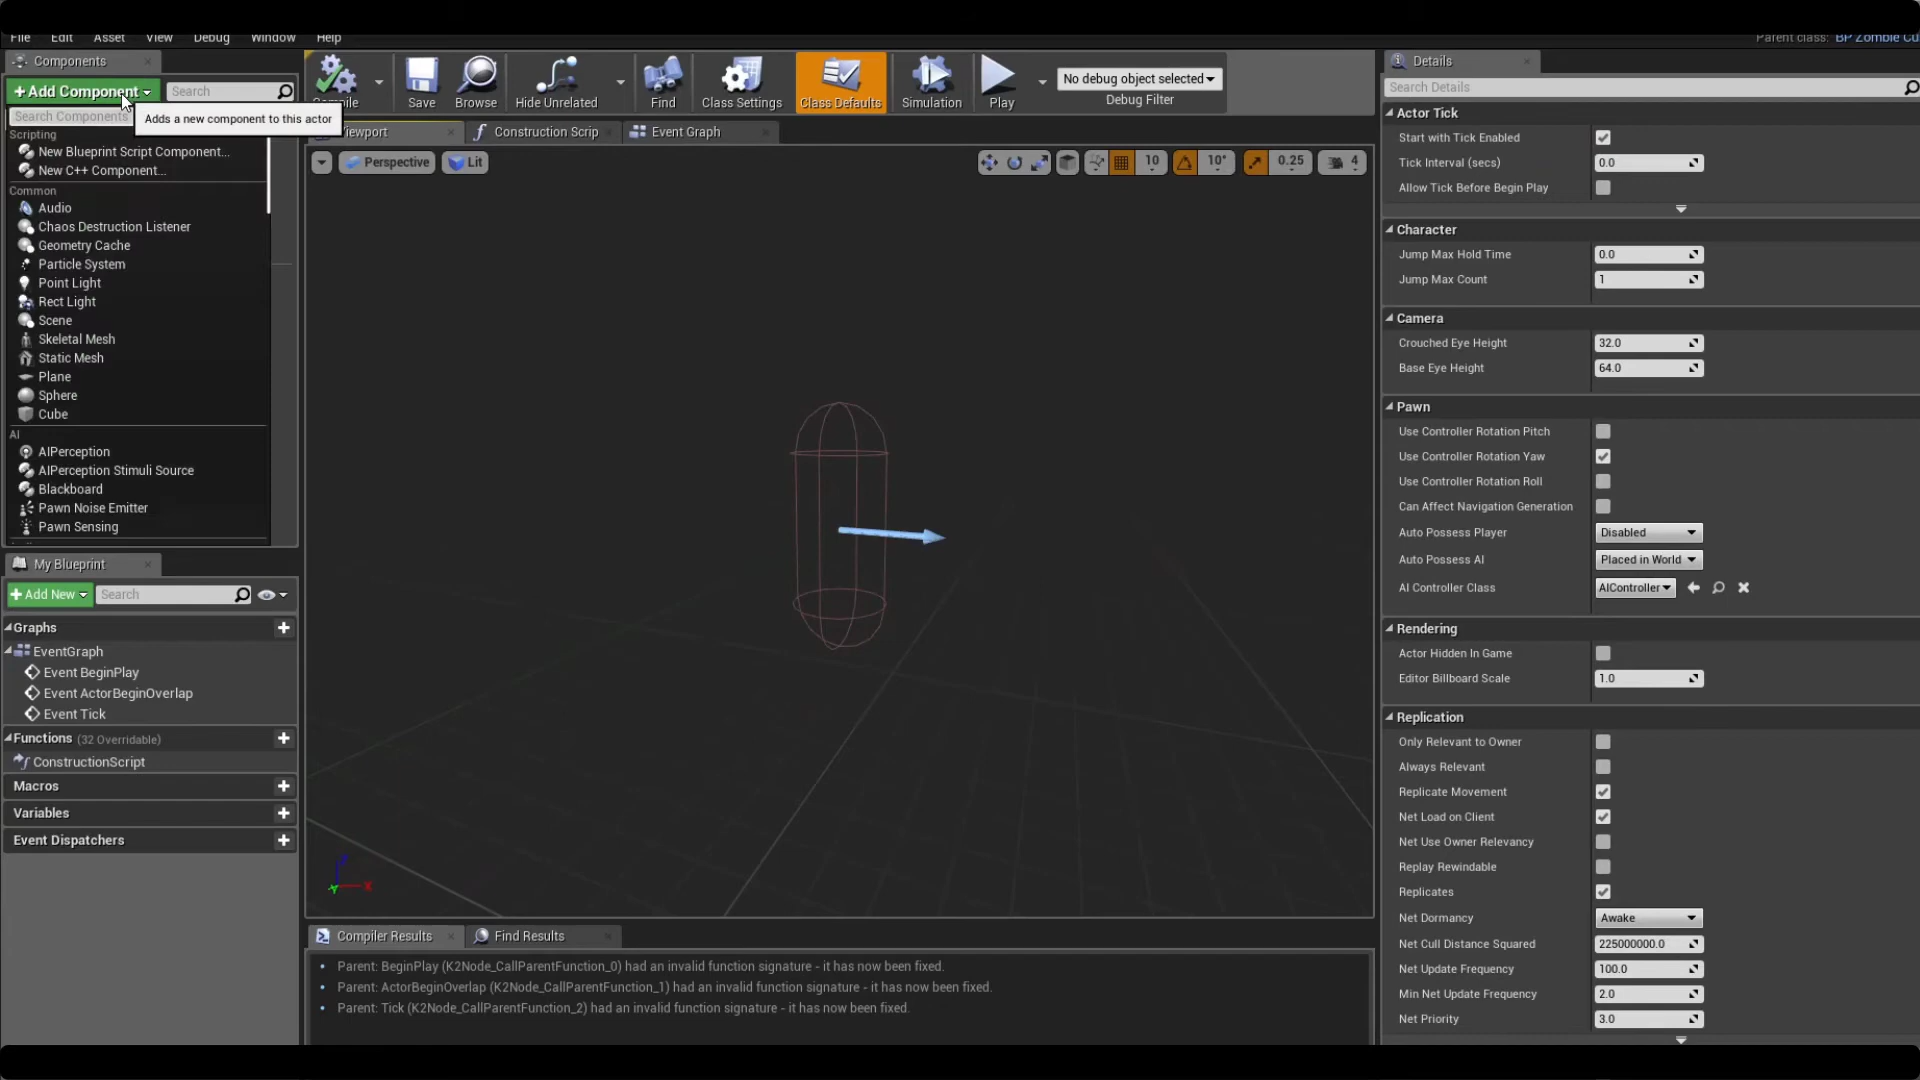 File Edit Asset View Debug Window Help
Parent class: BP Zombie Cu
Components
+Add Component
Search
Search Components
Adds a new component to this actor
Scripting
New Blueprint Script Component...
New C++ Component...
Common
Audio
Chaos Destruction Listener
Geometry Cache
Particle System
Point Light
Rect Light
Scene
Skeletal Mesh
Static Mesh
Plane
Sphere
Cube
AI
AIPerception
AIPerception Stimuli Source
Blackboard
Pawn Noise Emitter
Pawn Sensing
My Blueprint
+Add New
Search
Graphs
EventGraph
Event BeginPlay
Event ActorBeginOverlap
Event Tick
Functions (32 Overridable)
ConstructionScript
Macros
Variables
Event Dispatchers
Compile
Save
Browse
Hide Unrelated
Find
Class Settings
Class Defaults
Simulation
Play
No debug object selected
Debug Filter
Viewport
Construction Scrip
Event Graph
Perspective
Lit
10
10°
0.25
4
Z
Y
X
Compiler Results
Find Results
• Parent: BeginPlay (K2Node_CallParentFunction_0) had an invalid function signature - it has now been fixed.
• Parent: ActorBeginOverlap (K2Node_CallParentFunction_1) had an invalid function signature - it has now been fixed.
• Parent: Tick (K2Node_CallParentFunction_2) had an invalid function signature - it has now been fixed.
Details
Search Details
Actor Tick
Start with Tick Enabled
Tick Interval (secs) 0.0
Allow Tick Before Begin Play
Character
Jump Max Hold Time 0.0
Jump Max Count 1
Camera
Crouched Eye Height 32.0
Base Eye Height 64.0
Pawn
Use Controller Rotation Pitch
Use Controller Rotation Yaw
Use Controller Rotation Roll
Can Affect Navigation Generation
Auto Possess Player Disabled
Auto Possess AI Placed in World
AI Controller Class AIController
Rendering
Actor Hidden In Game
Editor Billboard Scale 1.0
Replication
Only Relevant to Owner
Always Relevant
Replicate Movement
Net Load on Client
Net Use Owner Relevancy
Replay Rewindable
Replicates
Net Dormancy Awake
Net Cull Distance Squared 225000000.0
Net Update Frequency 100.0
Min Net Update Frequency 2.0
Net Priority 3.0